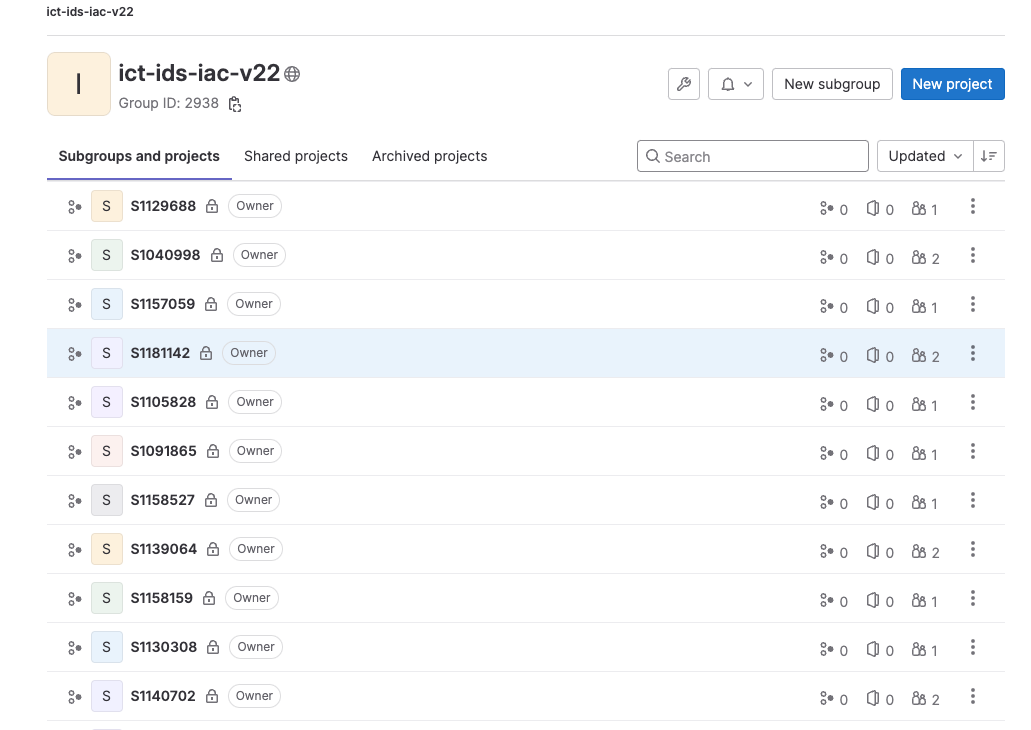 ict-ids-iac-v22
I
ict-ids-iac-v22
Group ID: 2938
New subgroup
New project
Subgroups and projects Shared projects Archived projects
Search
Updated
S S1129688 Owner 0 0 1
S S1040998 Owner 0 0 2
S S1157059 Owner 0 0 1
S S1181142 Owner 0 0 2
S S1105828 Owner 0 0 1
S S1091865 Owner 0 0 1
S S1158527 Owner 0 0 1
S S1139064 Owner 0 0 2
S S1158159 Owner 0 0 1
S S1130308 Owner 0 0 1
S S1140702 Owner 0 0 2